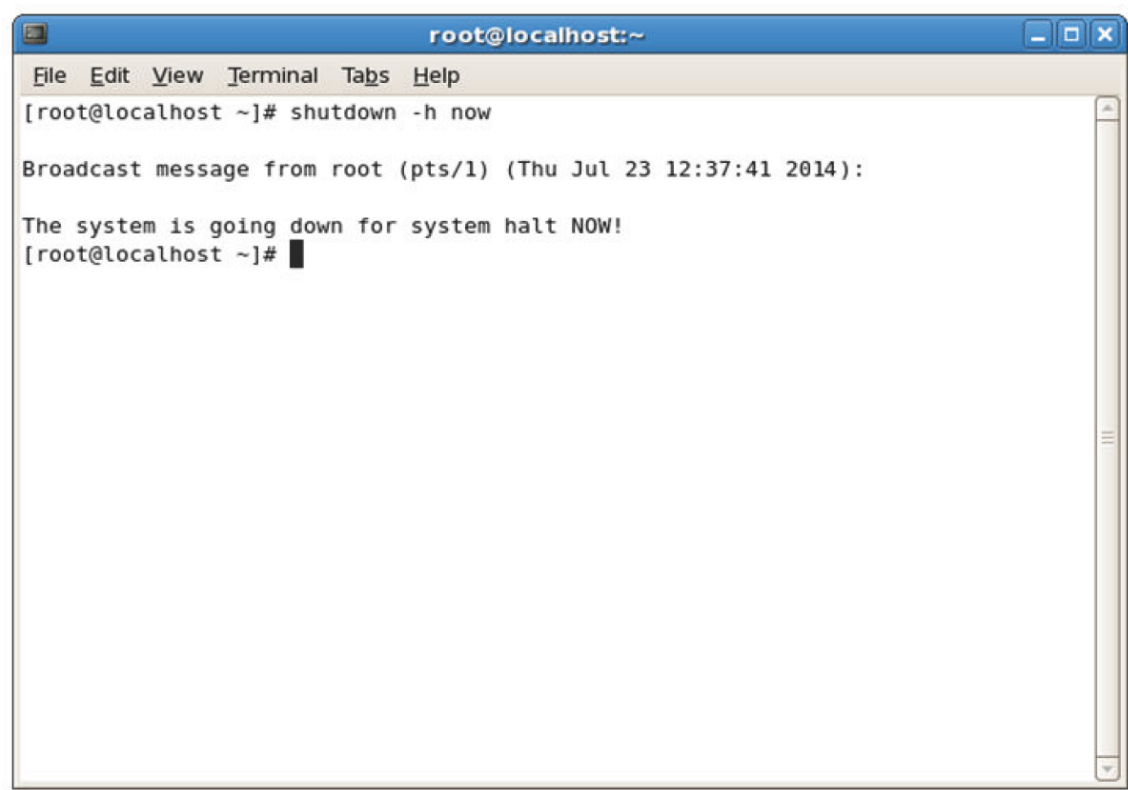 root@localhost:~
File Edit View Terminal Tabs Help
[root@localhost ~]# shutdown -h now
Broadcast message from root (pts/1) (Thu Jul 23 12:37:41 2014):
The system is going down for system halt NOW!
[root@localhost ~]#